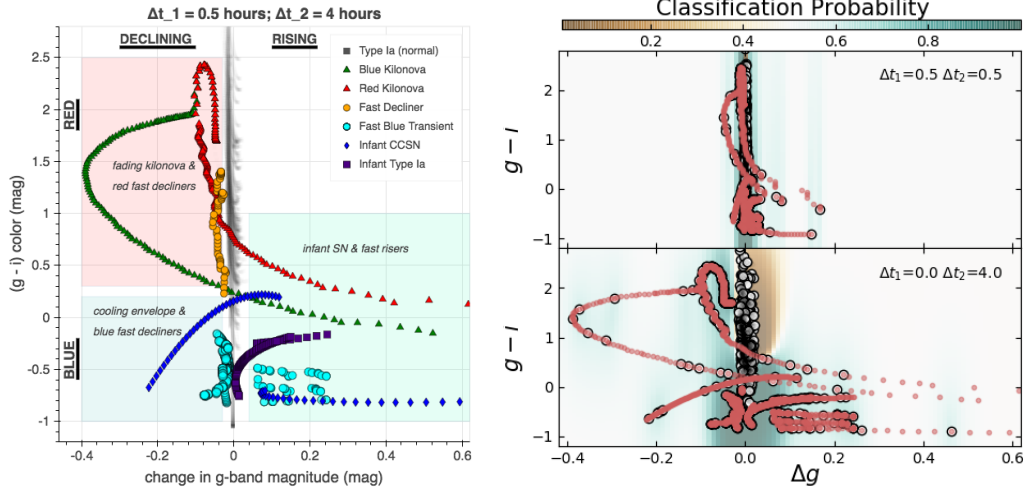 Δt_1 = 0.5 hours; Δt_2 = 4 hours
DECLINING
RISING
RED
BLUE
Type Ia (normal)
Blue Kilonova
Red Kilonova
Fast Decliner
Fast Blue Transient
Infant CCSN
Infant Type Ia
fading kilonova &
red fast decliners
infant SN & fast risers
cooling envelope &
blue fast decliners
(g - i) color (mag)
2.5
2
1.5
1
0.5
0
-0.5
-1
-0.4
-0.2
0
0.2
0.4
0.6
change in g-band magnitude (mag)
Classification Probability
0.2
0.4
0.6
0.8
Δt₁=0.5 Δt₂=0.5
g − I
2
1
0
−1
Δt₁=0.0 Δt₂=4.0
g − I
2
1
0
−1
−0.4
−0.2
0.0
0.2
0.4
0.6
Δg